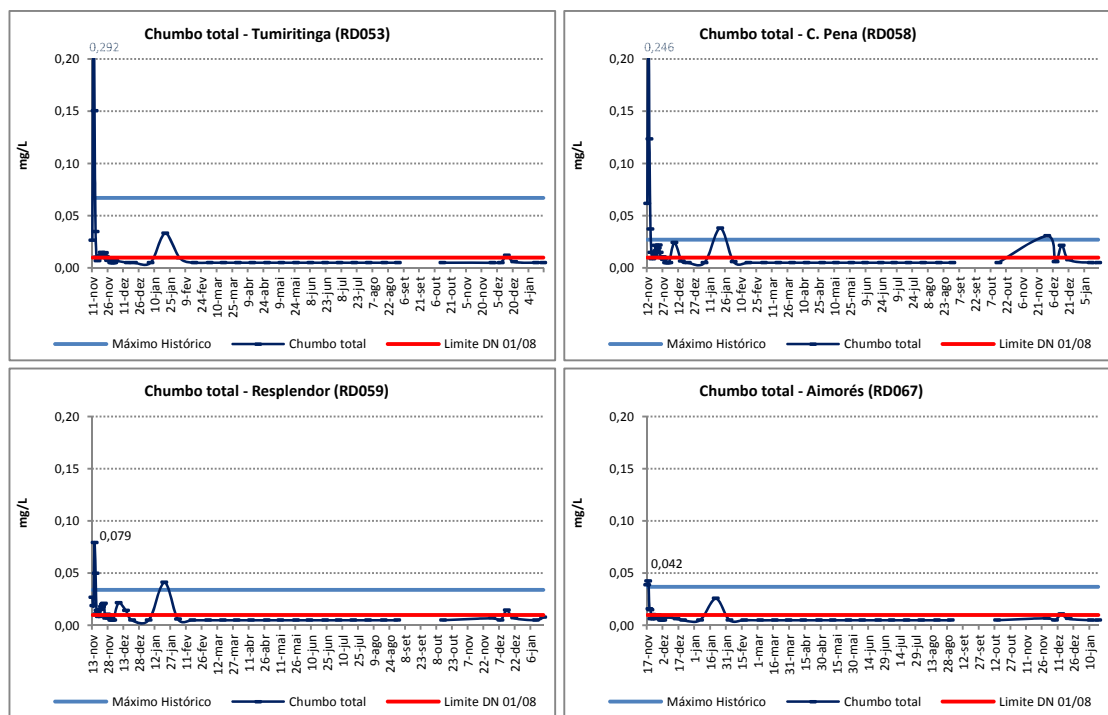 Chumbo total - Tumiritinga (RD053)
0,292
0,20
0,15
0,10
0,05
0,00
mg/L
11-nov
26-nov
11-dez
26-dez
10-jan
25-jan
9-fev
24-fev
10-mar
25-mar
9-abr
24-abr
9-mai
24-mai
8-jun
23-jun
8-jul
23-jul
7-ago
22-ago
6-set
21-set
6-out
21-out
5-nov
20-nov
5-dez
20-dez
4-jan
Máximo Histórico
Chumbo total
Limite DN 01/08
Chumbo total - C. Pena (RD058)
0,246
0,20
0,15
0,10
0,05
0,00
mg/L
12-nov
27-nov
12-dez
27-dez
11-jan
26-jan
10-fev
25-fev
11-mar
26-mar
10-abr
25-abr
10-mai
25-mai
9-jun
24-jun
9-jul
24-jul
8-ago
23-ago
7-set
22-set
7-out
22-out
6-nov
21-nov
6-dez
21-dez
5-jan
Máximo Histórico
Chumbo total
Limite DN 01/08
Chumbo total - Resplendor (RD059)
0,20
0,15
0,10
0,079
0,05
0,00
mg/L
13-nov
28-nov
13-dez
28-dez
12-jan
27-jan
11-fev
26-fev
12-mar
27-mar
11-abr
26-abr
11-mai
26-mai
10-jun
25-jun
10-jul
25-jul
9-ago
24-ago
8-set
23-set
8-out
23-out
7-nov
22-nov
7-dez
22-dez
6-jan
Máximo Histórico
Chumbo total
Limite DN 01/08
Chumbo total - Aimorés (RD067)
0,20
0,15
0,10
0,05
0,042
0,00
mg/L
17-nov
2-dez
17-dez
1-jan
16-jan
31-jan
15-fev
1-mar
16-mar
31-mar
15-abr
30-abr
15-mai
30-mai
14-jun
29-jun
14-jul
29-jul
13-ago
28-ago
12-set
27-set
12-out
27-out
11-nov
26-nov
11-dez
26-dez
10-jan
Máximo Histórico
Chumbo total
Limite DN 01/08